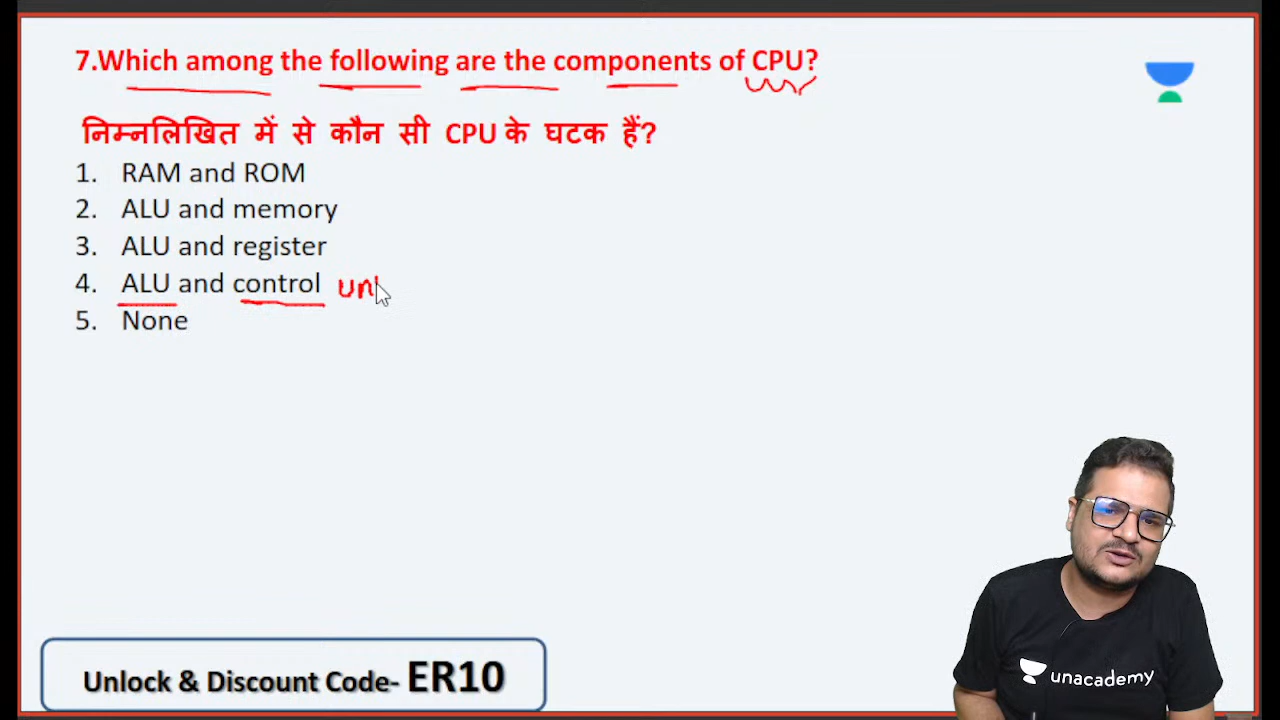 7.Which among the following are the components of CPU?
निम्नलिखित में से कौन सी CPU के घटक हैं?
1. RAM and ROM
2. ALU and memory
3. ALU and register
4. ALU and control un
5. None
Unlock & Discount Code- ER10
unacademy